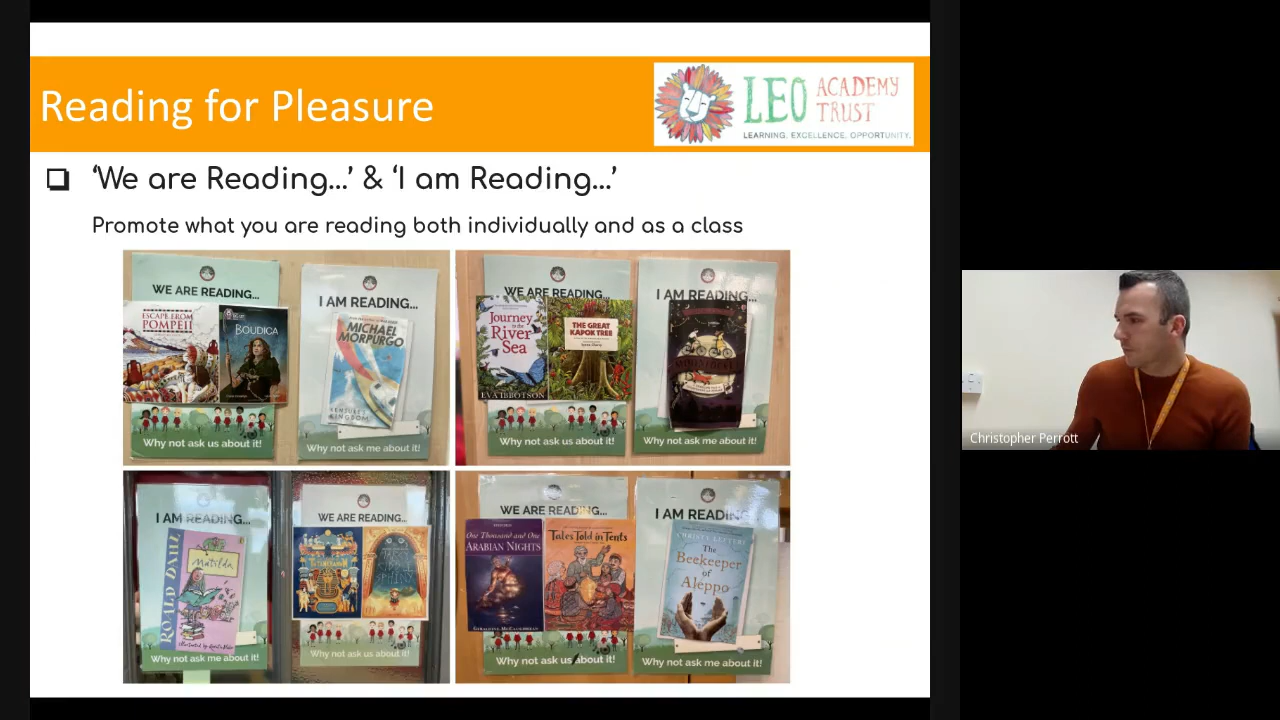 Reading for Pleasure
LEO ACADEMY TRUST
LEARNING. EXCELLENCE. OPPORTUNITY.
‘We are Reading...’ & ‘I am Reading...’
Promote what you are reading both individually and as a class
WE ARE READING...
ESCAPE FROM POMPEII
BOUDICA
Why not ask us about it!
I AM READING...
MICHAEL MORPURGO
KINGDOM
Why not ask me about it!
WE ARE READING...
Journey to the River Sea
EVA IBBOTSON
THE GREAT KAPOK TREE
Why not ask us about it!
I AM READING...
Why not ask me about it!
I AM READING...
ROALD DAHL
Matilda
Why not ask me about it!
WE ARE READING...
Why not ask us about it!
WE ARE READING...
One Thousand and One
ARABIAN NIGHTS
Tales Told in Tents
Why not ask us about it!
I AM READING...
CHRISTY LEFTERI
The Beekeeper of Aleppo
Why not ask me about it!
Christopher Perrott